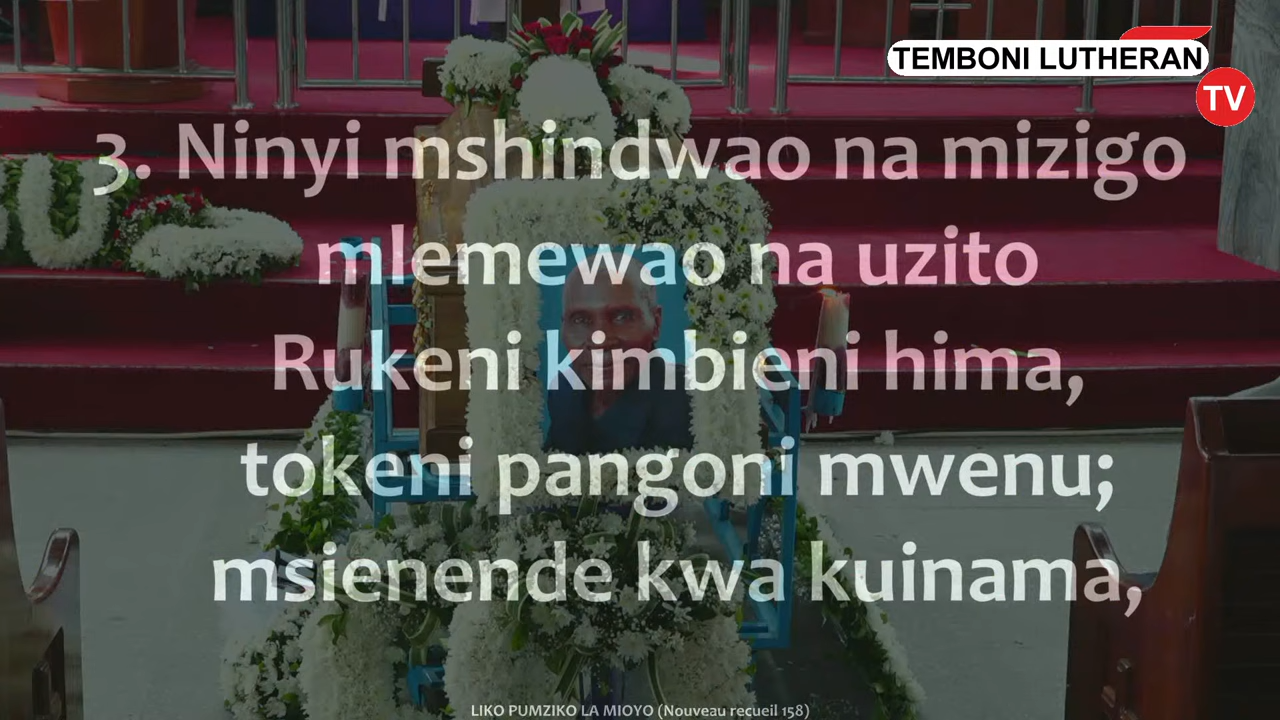 TEMBONI LUTHERAN
TV
3. Ninyi mshindwao na mizigo
mlemewao na uzito
Rukeni kimbieni hima,
tokeni pangoni mwenu;
msienende kwa kuinama,
LIKO PUMZIKO LA MIOYO (Nouveau recueil 158)